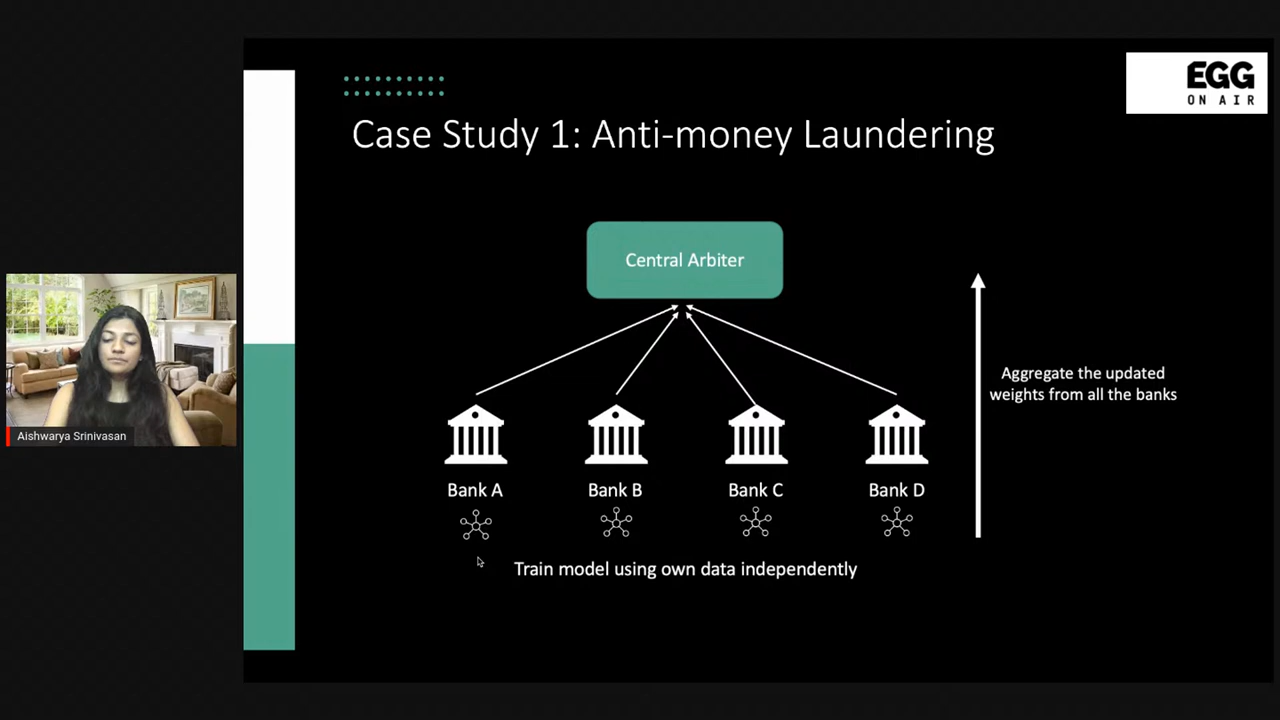 EGG
ON AIR
Case Study 1: Anti-money Laundering
Central Arbiter
Aggregate the updated
weights from all the banks
Aishwarya Srinivasan
Bank A
Bank B
Bank C
Bank D
Train model using own data independently